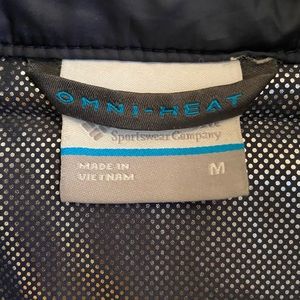 OMNI-HEAT
Sportswear Company
MADE IN
VIETNAM
M